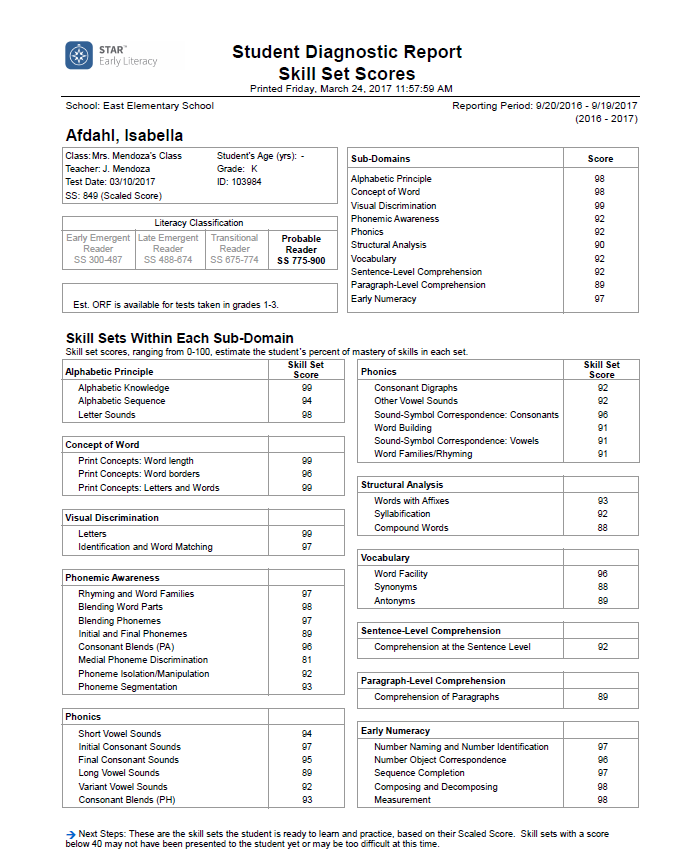 STAR™
Early Literacy
Student Diagnostic Report
Skill Set Scores
Printed Friday, March 24, 2017 11:57:59 AM
School: East Elementary School
Reporting Period: 9/20/2016 - 9/19/2017
(2016 - 2017)
Afdahl, Isabella
Class: Mrs. Mendoza's Class Student's Age (yrs): -
Teacher: J. Mendoza Grade: K
Test Date: 03/10/2017 ID: 103984
SS: 849 (Scaled Score)
Literacy Classification
Early Emergent Reader SS 300-487
Late Emergent Reader SS 488-674
Transitional Reader SS 675-774
Probable Reader SS 775-900
Est. ORF is available for tests taken in grades 1-3.
Sub-Domains Score
Alphabetic Principle 98
Concept of Word 98
Visual Discrimination 99
Phonemic Awareness 92
Phonics 92
Structural Analysis 90
Vocabulary 92
Sentence-Level Comprehension 92
Paragraph-Level Comprehension 89
Early Numeracy 97
Skill Sets Within Each Sub-Domain
Skill set scores, ranging from 0-100, estimate the student's percent of mastery of skills in each set.
Alphabetic Principle Skill Set Score
Alphabetic Knowledge 99
Alphabetic Sequence 94
Letter Sounds 98
Concept of Word
Print Concepts: Word length 99
Print Concepts: Word borders 96
Print Concepts: Letters and Words 99
Visual Discrimination
Letters 99
Identification and Word Matching 97
Phonemic Awareness
Rhyming and Word Families 97
Blending Word Parts 98
Blending Phonemes 97
Initial and Final Phonemes 89
Consonant Blends (PA) 96
Medial Phoneme Discrimination 81
Phoneme Isolation/Manipulation 92
Phoneme Segmentation 93
Phonics
Short Vowel Sounds 94
Initial Consonant Sounds 97
Final Consonant Sounds 95
Long Vowel Sounds 89
Variant Vowel Sounds 92
Consonant Blends (PH) 93
Phonics Skill Set Score
Consonant Digraphs 92
Other Vowel Sounds 92
Sound-Symbol Correspondence: Consonants 96
Word Building 91
Sound-Symbol Correspondence: Vowels 91
Word Families/Rhyming 91
Structural Analysis
Words with Affixes 93
Syllabification 92
Compound Words 88
Vocabulary
Word Facility 96
Synonyms 88
Antonyms 89
Sentence-Level Comprehension
Comprehension at the Sentence Level 92
Paragraph-Level Comprehension
Comprehension of Paragraphs 89
Early Numeracy
Number Naming and Number Identification 97
Number Object Correspondence 96
Sequence Completion 97
Composing and Decomposing 98
Measurement 98
→ Next Steps: These are the skill sets the student is ready to learn and practice, based on their Scaled Score. Skill sets with a score
below 40 may not have been presented to the student yet or may be too difficult at this time.